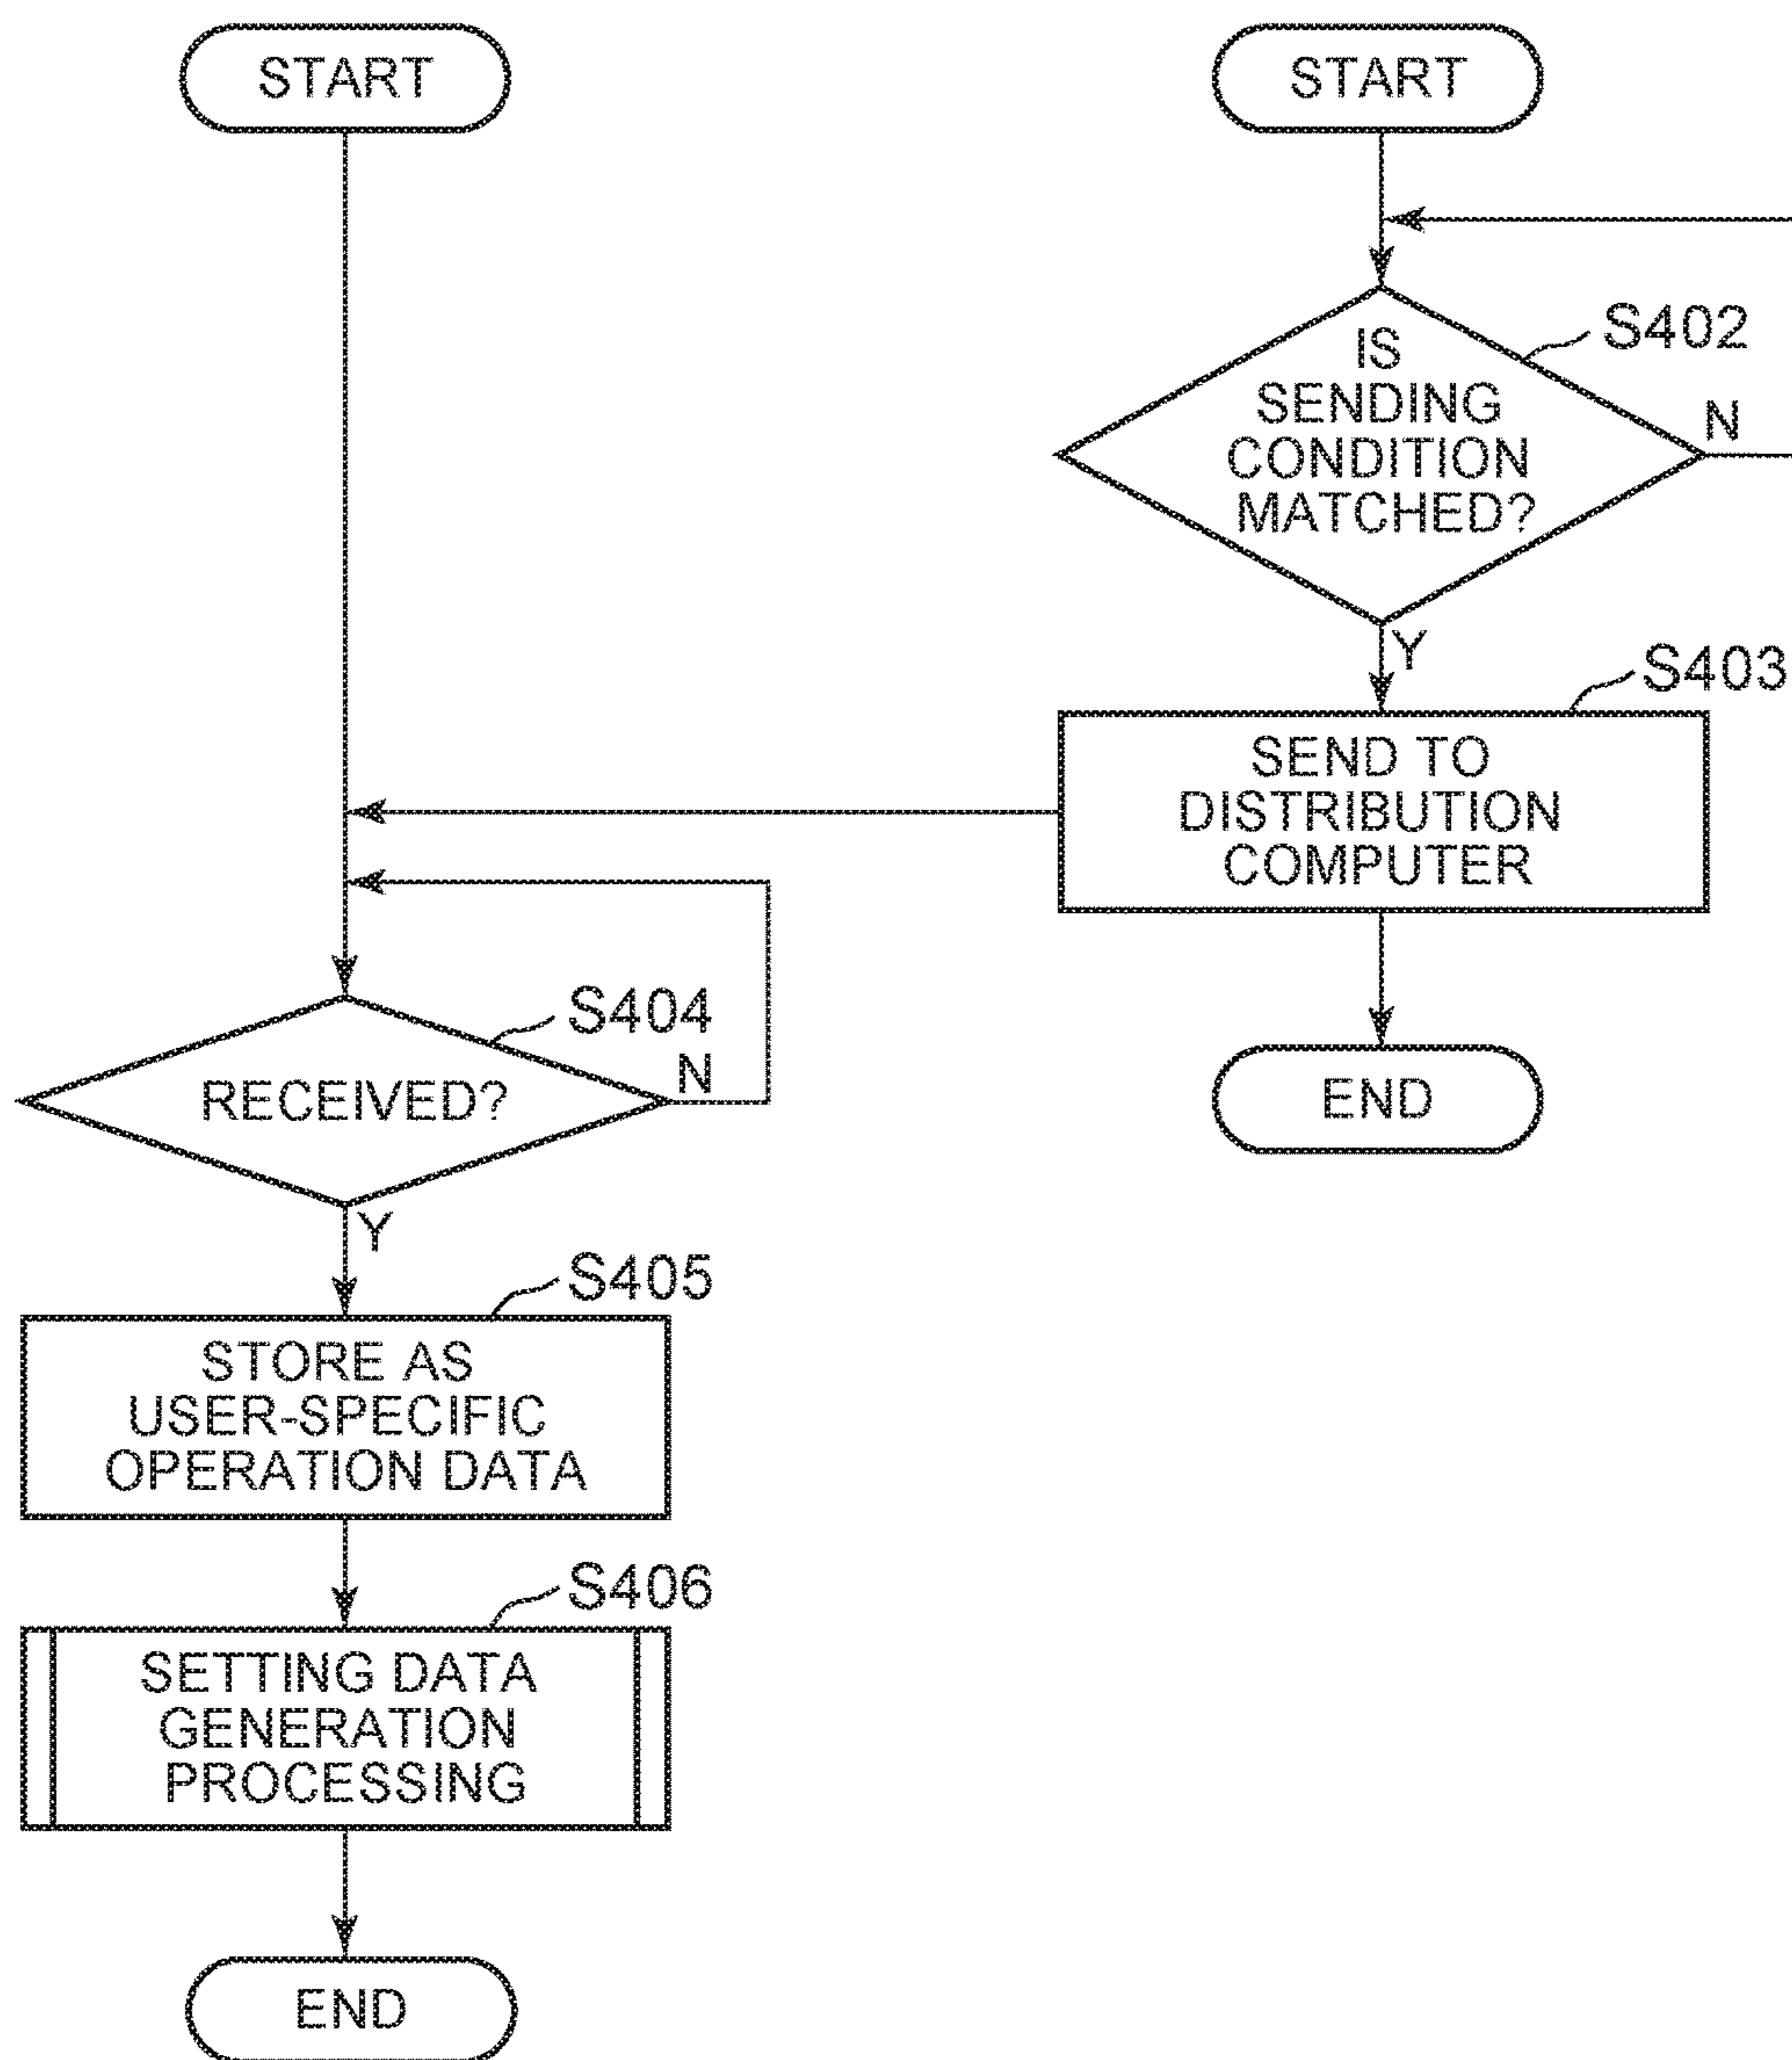 START
START
IS
SENDING
CONDITION
MATCHED?
S402
N
Y
S403
SEND TO
DISTRIBUTION
COMPUTER
END
S404
RECEIVED?
N
Y
S405
STORE AS
USER-SPECIFIC
OPERATION DATA
S406
SETTING DATA
GENERATION
PROCESSING
END